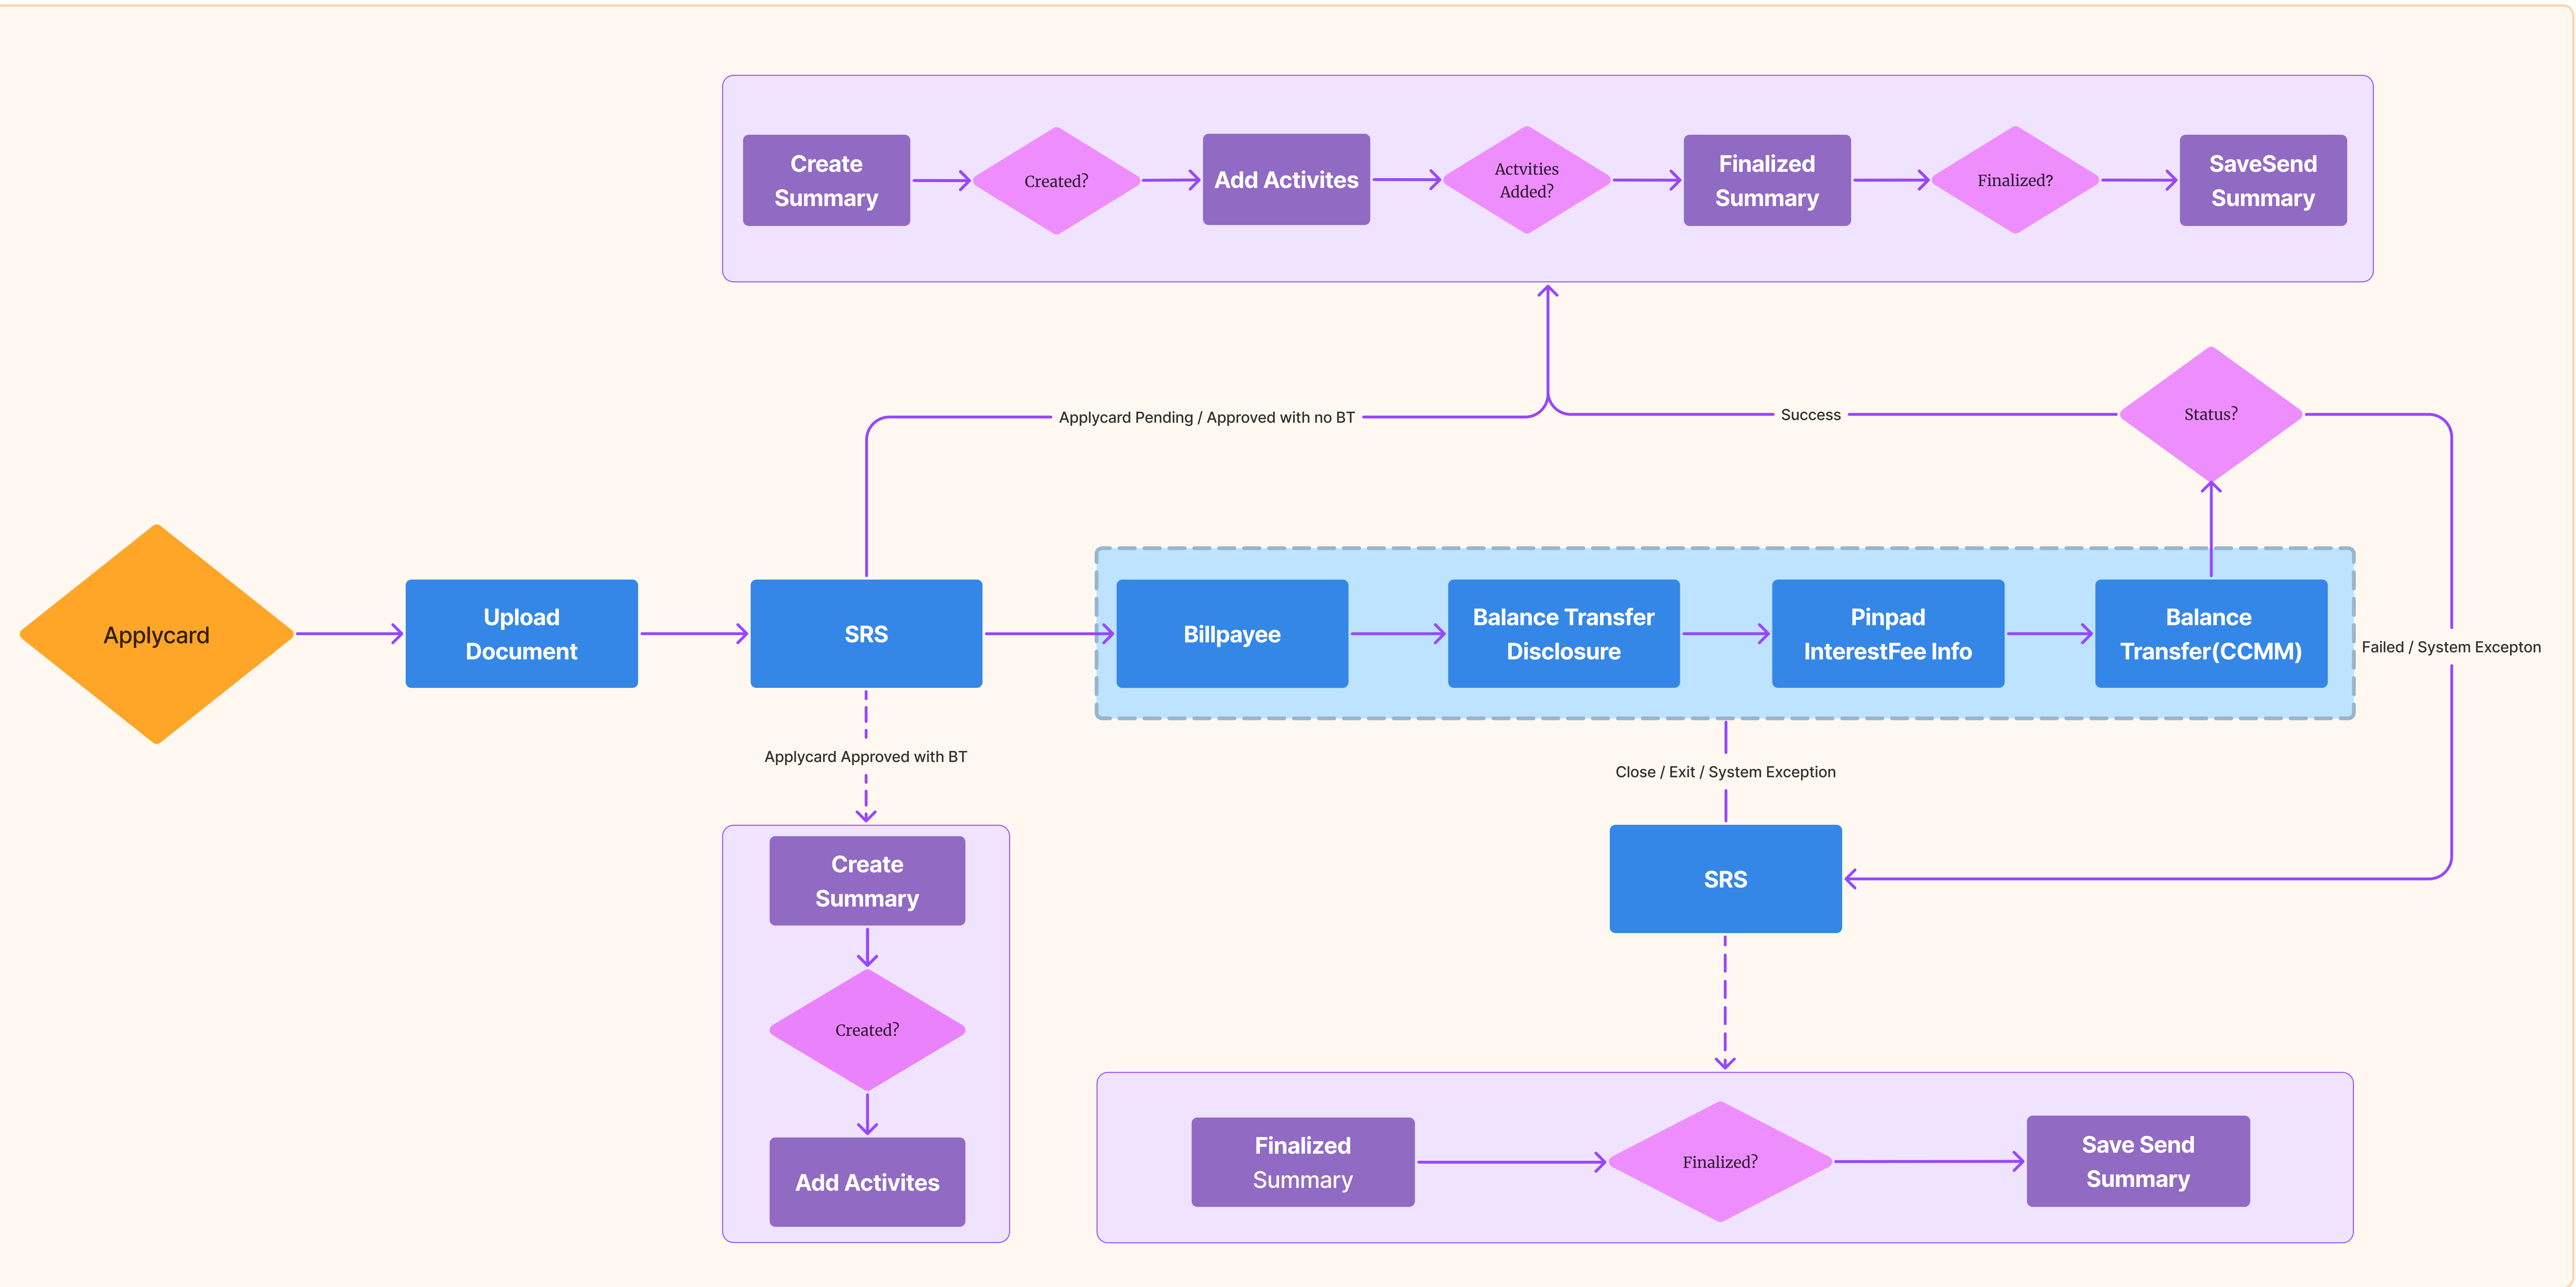 Create
Summary
Created?
Add Activites
Actvities
Added?
Finalized
Summary
Finalized?
SaveSend
Summary
Applycard Pending / Approved with no BT
Success
Status?
Applycard
Upload
Document
SRS
Billpayee
Balance Transfer
Disclosure
Pinpad
InterestFee Info
Balance
Transfer(CCMM)
Failed / System Excepton
Applycard Approved with BT
Close / Exit / System Exception
Create
Summary
Created?
Add Activites
SRS
Finalized
Summary
Finalized?
Save Send
Summary